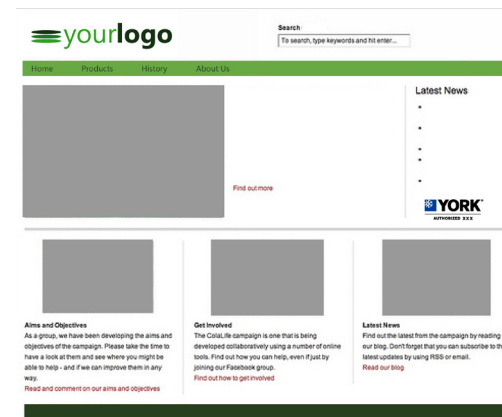 yourlogo
Search
To search, type keywords and hit enter...
Home Products History About Us
Latest News
Find out more
YORK
AUTHORIZED XXX
Aims and Objectives
As a group, we have been developing the aims and
objectives of the campaign. Please take the time to
have a look at them and see where you might be
able to help - and if we can improve them in any
way.
Read and comment on our aims and objectives
Get Involved
The ColaLife campaign is one that is being
developed collaboratively using a number of online
tools. Find out how you can help, even if just by
joining our Facebook group.
Find out how to get involved
Latest News
Find out the latest from the campaign by reading
our blog. Don't forget that you can subscribe to th
latest updates by using RSS or email.
Read our blog